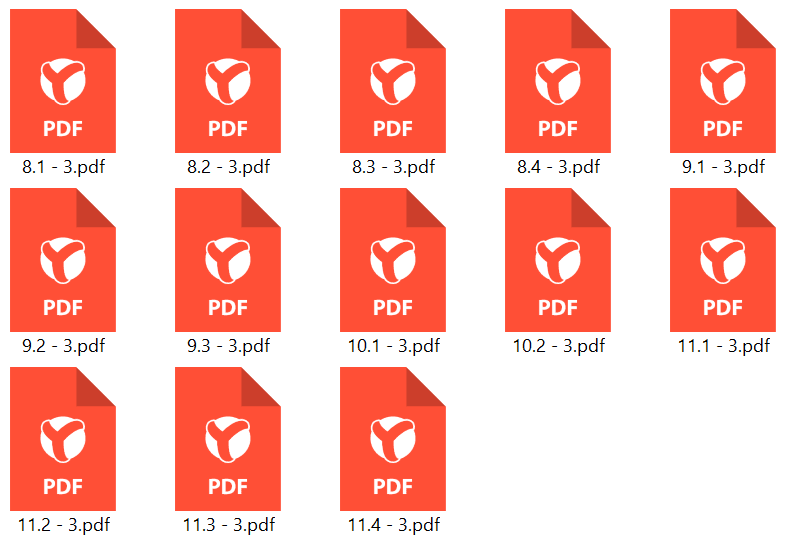 PDF PDF PDF PDF PDF
8.1 - 3.pdf 8.2 - 3.pdf 8.3 - 3.pdf 8.4 - 3.pdf 9.1 - 3.pdf
PDF PDF PDF PDF PDF
9.2 - 3.pdf 9.3 - 3.pdf 10.1 - 3.pdf 10.2 - 3.pdf 11.1 - 3.pdf
PDF PDF PDF
11.2 - 3.pdf 11.3 - 3.pdf 11.4 - 3.pdf